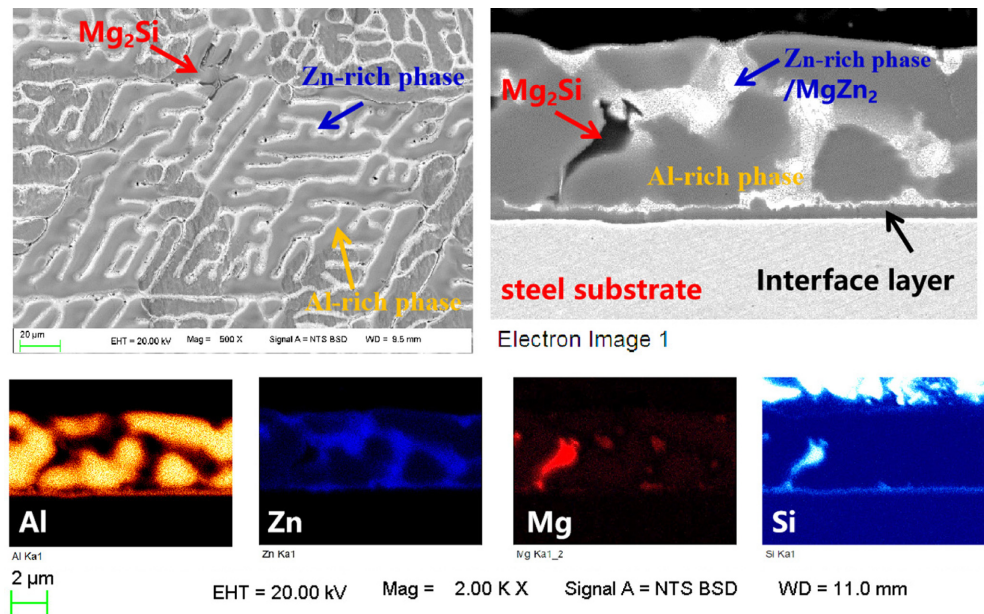 Mg₂Si
Zn-rich phase
Al-rich phase
20 µm
EHT = 20.00 kV Mag = 500 X Signal A = NTS BSD WD = 9.5 mm
Zn-rich phase
/MgZn₂
Mg₂Si
Al-rich phase
Interface layer
steel substrate
Electron Image 1
Al
Zn
Mg
Si
Al Ka1
Zn Ka1
Mg Ka1_2
Si Ka1
2 µm
EHT = 20.00 kV Mag = 2.00 K X Signal A = NTS BSD WD = 11.0 mm